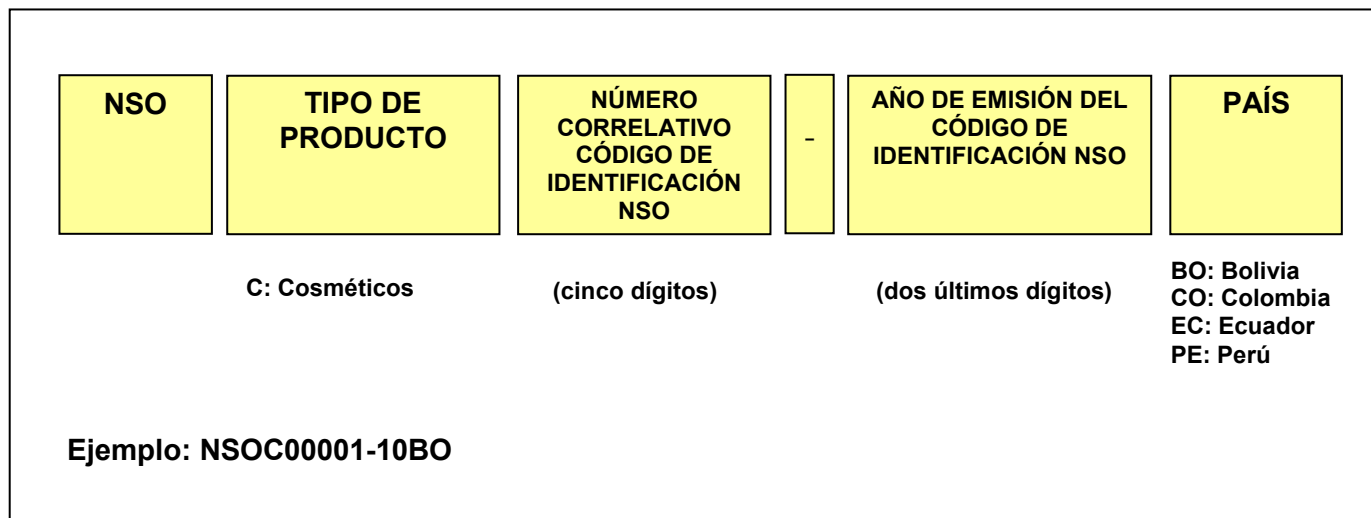 NSO
TIPO DE
PRODUCTO
NÚMERO
CORRELATIVO
CÓDIGO DE
IDENTIFICACIÓN
NSO
-
AÑO DE EMISIÓN DEL
CÓDIGO DE
IDENTIFICACIÓN NSO
PAÍS
C: Cosméticos
(cinco dígitos)
(dos últimos dígitos)
BO: Bolivia
CO: Colombia
EC: Ecuador
PE: Perú
Ejemplo: NSOC00001-10BO